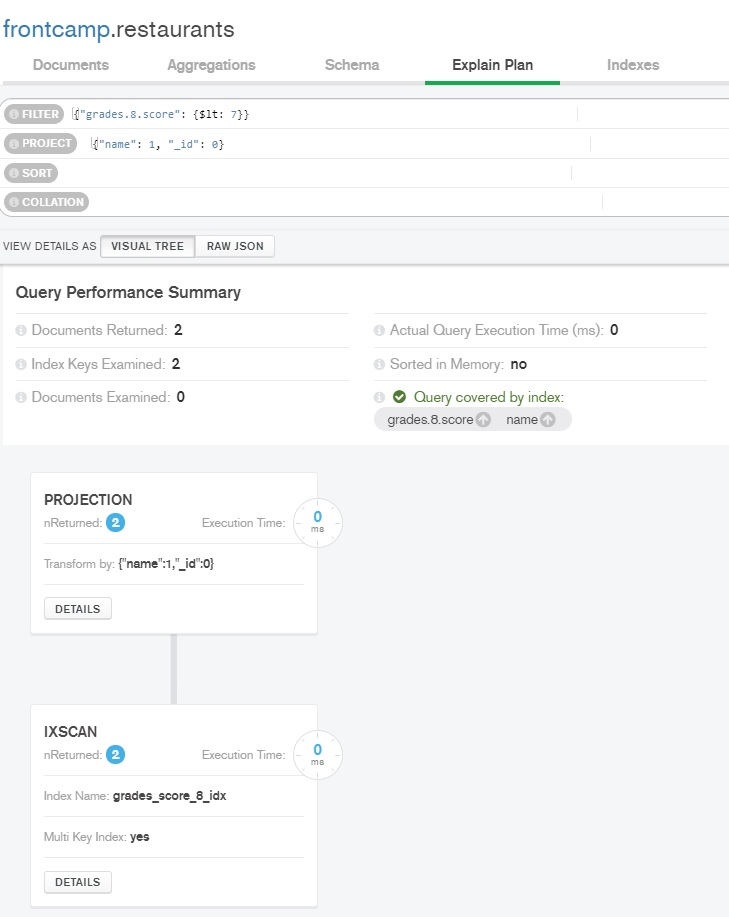 frontcamp.restaurants
Documents Aggregations Schema Explain Plan Indexes
FILTER {"grades.8.score": {$lt: 7}}
PROJECT {"name": 1, "_id": 0}
SORT
COLLATION
VIEW DETAILS AS VISUAL TREE RAW JSON
Query Performance Summary
Documents Returned: 2
Index Keys Examined: 2
Documents Examined: 0
Actual Query Execution Time (ms): 0
Sorted in Memory: no
Query covered by index:
grades.8.score name
PROJECTION
nReturned: 2 Execution Time: 0 ms
Transform by: {"name":1,"_id":0}
DETAILS
IXSCAN
nReturned: 2 Execution Time: 0 ms
Index Name: grades_score_8_idx
Multi Key Index: yes
DETAILS